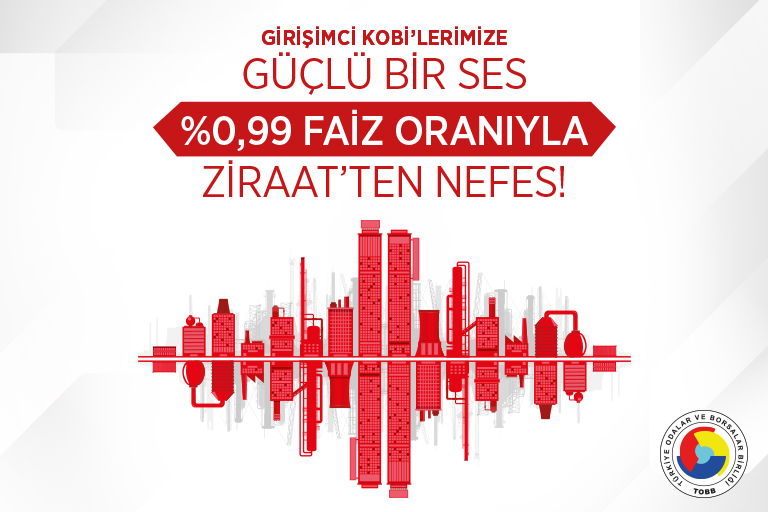 GİRİŞİMCİ KOBİ'LERİMİZE
GÜÇLÜ BİR SES
%0,99 FAİZ ORANIYLA
ZİRAAT'TEN NEFES!
TÜRKİYE ODALAR VE BORSALAR BİRLİĞİ
TOBB